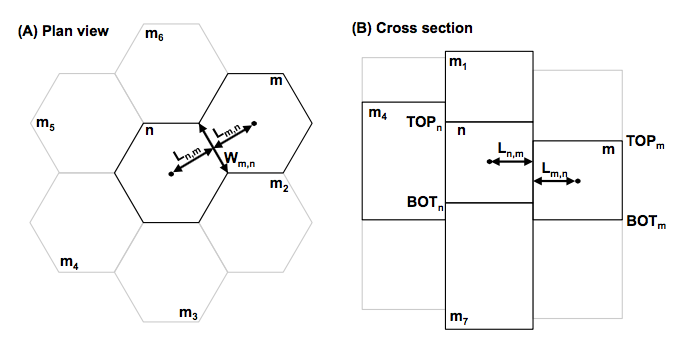 (A) Plan view
m₆
m
m₅
n
Lₙ,ₘ
Lₘ,ₙ
Wₘ,ₙ
m₂
m₄
m₃
(B) Cross section
m₁
m₄
TOPₙ
n
Lₙ,ₘ
m
TOPₘ
Lₘ,ₙ
BOTₙ
BOTₘ
m₇